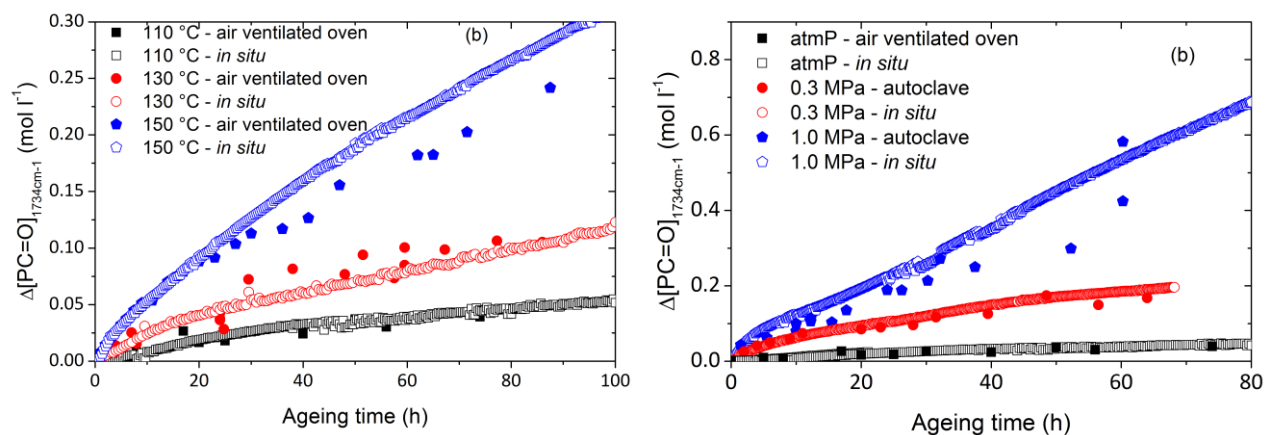 0.30
0.25
0.20
0.15
0.10
0.05
0.00
0
20
40
60
80
100
Δ[PC=O]1734cm-1 (mol l-1)
Ageing time (h)
(b)
110 °C - air ventilated oven
110 °C - in situ
130 °C - air ventilated oven
130 °C - in situ
150 °C - air ventilated oven
150 °C - in situ
0.8
0.6
0.4
0.2
0.0
0
20
40
60
80
Δ[PC=O]1734cm-1 (mol l-1)
Ageing time (h)
(b)
atmP - air ventilated oven
atmP - in situ
0.3 MPa - autoclave
0.3 MPa - in situ
1.0 MPa - autoclave
1.0 MPa - in situ